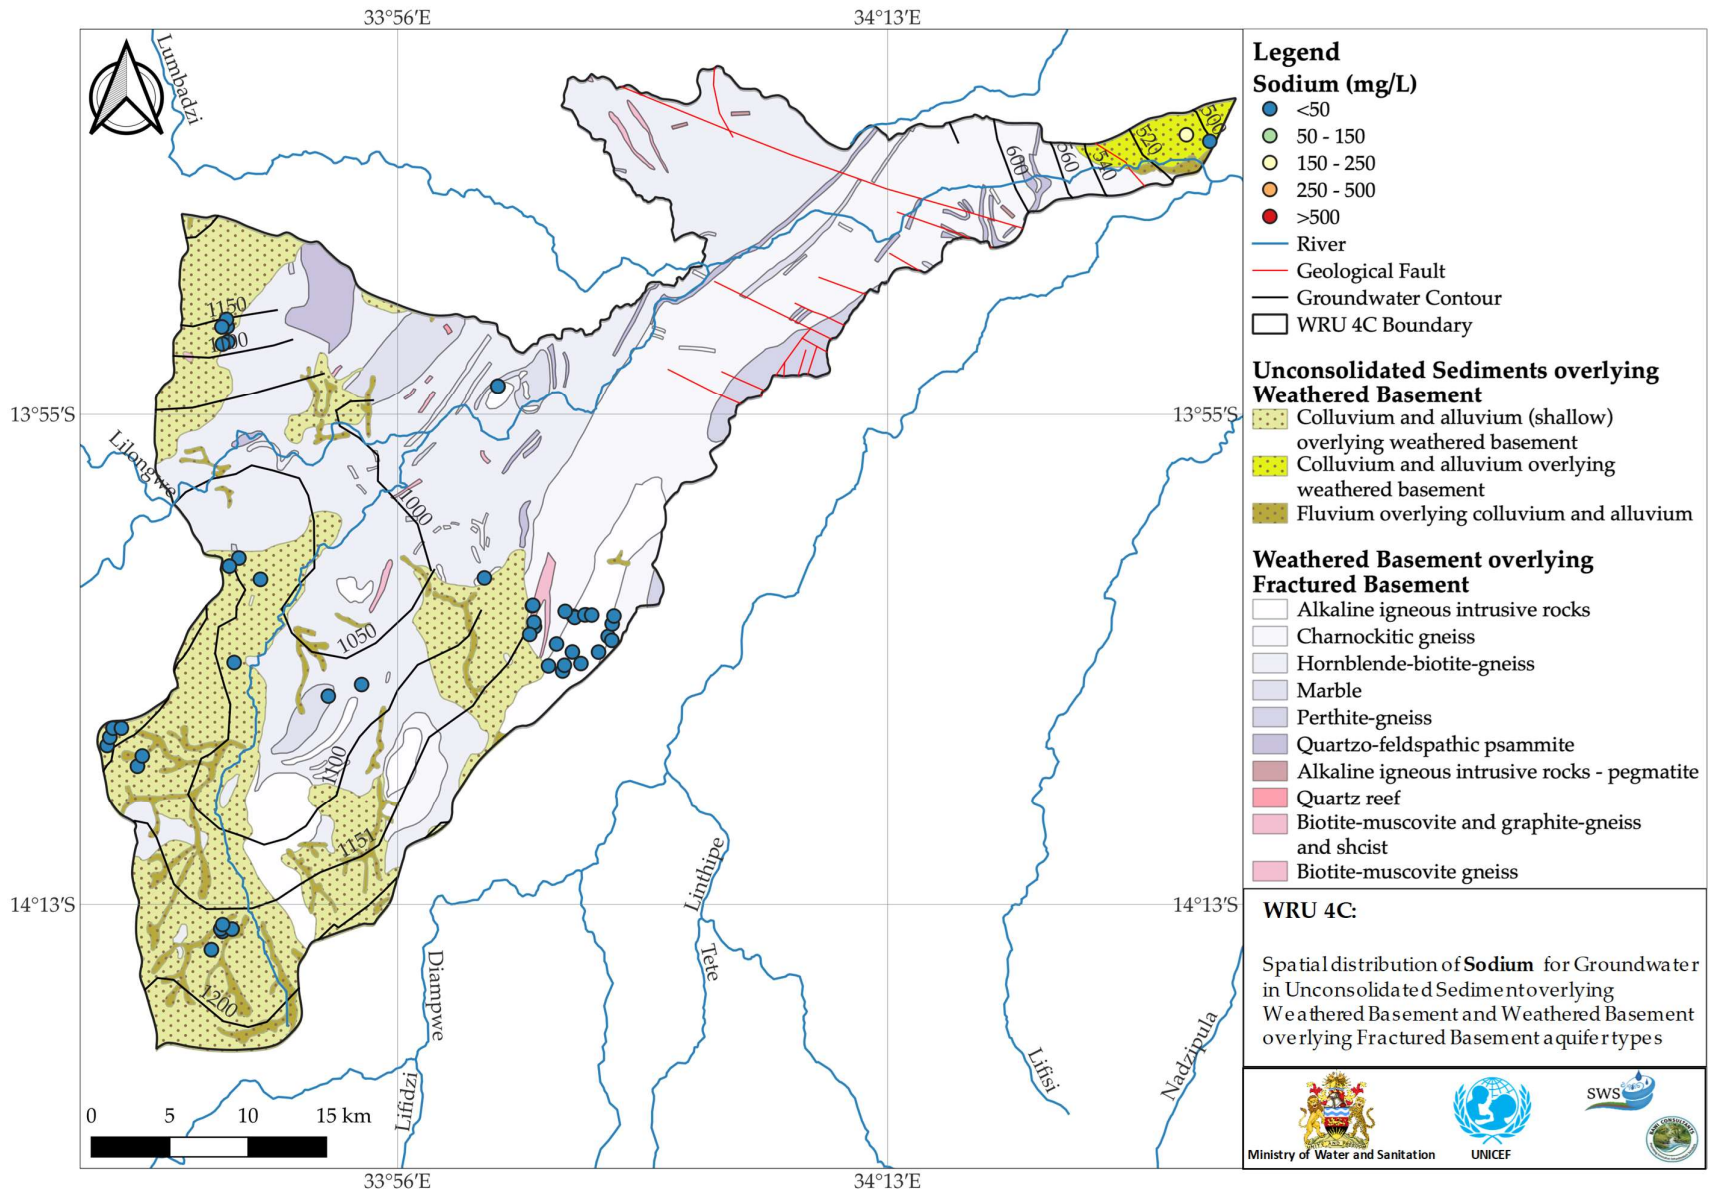 33°56'E
34°13'E
Lumbadzi
500
520
540
560
600
1150
13°55'S
13°55'S
Lilongwe
1000
1050
1100
1151
14°13'S
14°13'S
Linthipe
Tete
Diampwe
1200
Lifidzi
Lifisi
Nadzipula
0 5 10 15 km
33°56'E
34°13'E
Legend
Sodium (mg/L)
<50
50 - 150
150 - 250
250 - 500
>500
River
Geological Fault
Groundwater Contour
WRU 4C Boundary
Unconsolidated Sediments overlying
Weathered Basement
Colluvium and alluvium (shallow)
overlying weathered basement
Colluvium and alluvium overlying
weathered basement
Fluvium overlying colluvium and alluvium
Weathered Basement overlying
Fractured Basement
Alkaline igneous intrusive rocks
Charnockitic gneiss
Hornblende-biotite-gneiss
Marble
Perthite-gneiss
Quartzo-feldspathic psammite
Alkaline igneous intrusive rocks - pegmatite
Quartz reef
Biotite-muscovite and graphite-gneiss
and shcist
Biotite-muscovite gneiss
WRU 4C:
Spatial distribution of Sodium for Groundwater
in Unconsolidated Sediment overlying
Weathered Basement and Weathered Basement
overlying Fractured Basement aquifer types
Ministry of Water and Sanitation
UNICEF
SWS